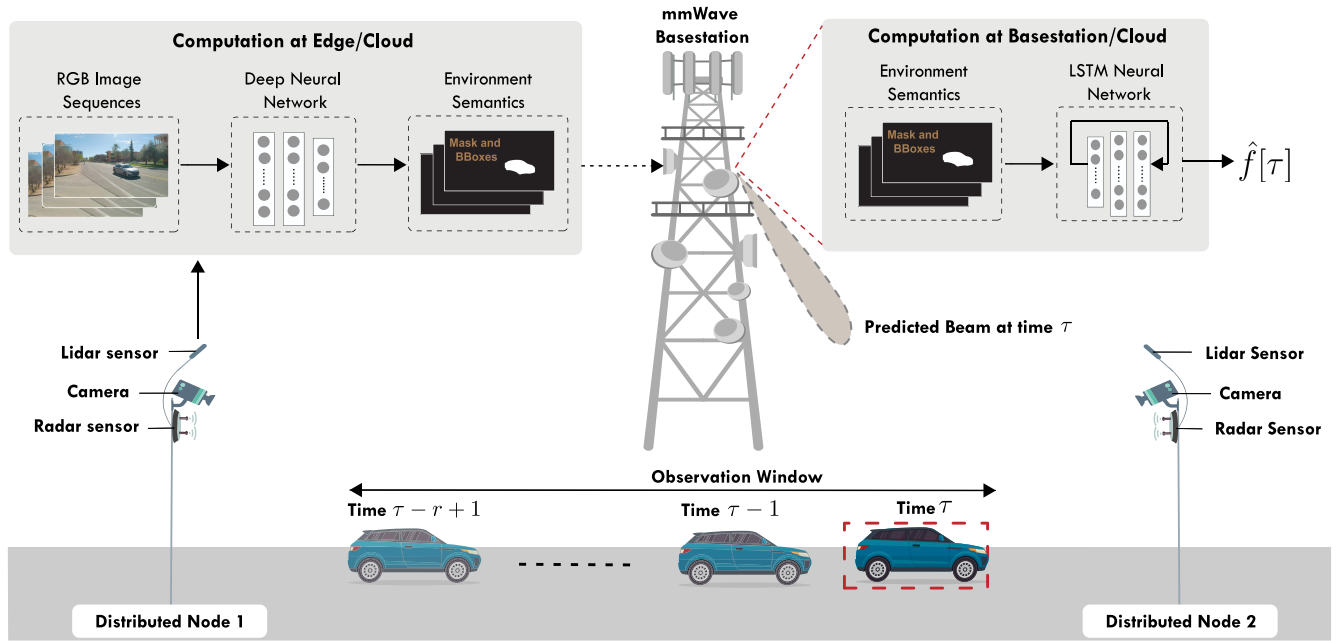 mmWave
Basestation
Computation at Edge/Cloud
RGB Image
Sequences
Deep Neural
Network
Environment
Semantics
Mask and
BBoxes
Computation at Basestation/Cloud
Environment
Semantics
LSTM Neural
Network
Mask and
BBoxes
$\hat{f}[\tau]$
Predicted Beam at time τ
Lidar sensor
Camera
Radar sensor
Lidar Sensor
Camera
Radar Sensor
Observation Window
Time τ − r + 1
Time τ − 1
Time τ
Distributed Node 1
Distributed Node 2